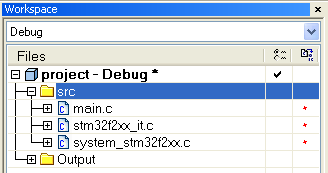 Workspace
Debug
Files
project - Debug *
src
main.c
stm32f2xx_it.c
system_stm32f2xx.c
Output